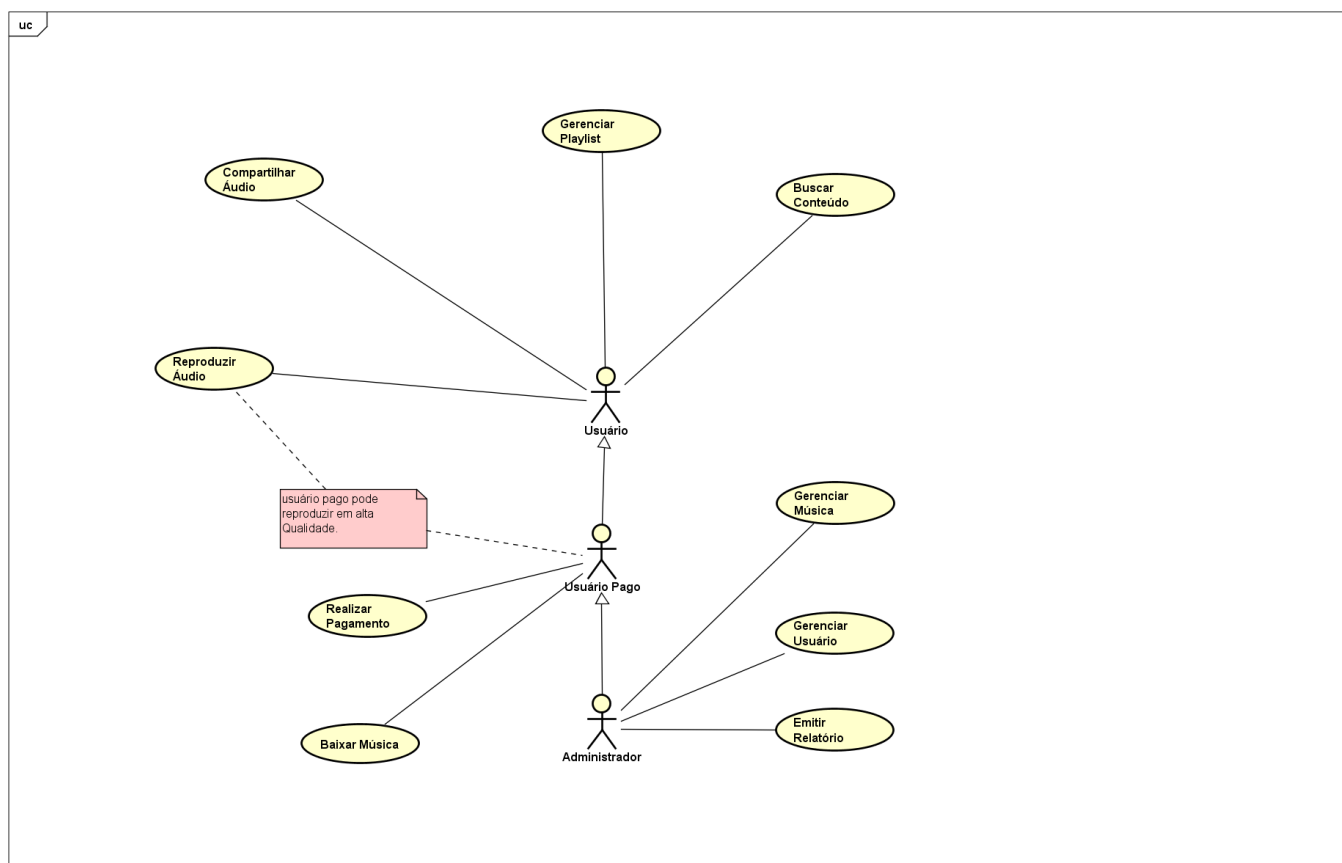 uc
Gerenciar
Playlist
Compartilhar
Áudio
Buscar
Conteúdo
Reproduzir
Áudio
Usuário
usuário pago pode
reproduzir em alta
Qualidade.
Gerenciar
Música
Usuário Pago
Realizar
Pagamento
Gerenciar
Usuário
Baixar Música
Emitir
Relatório
Administrador